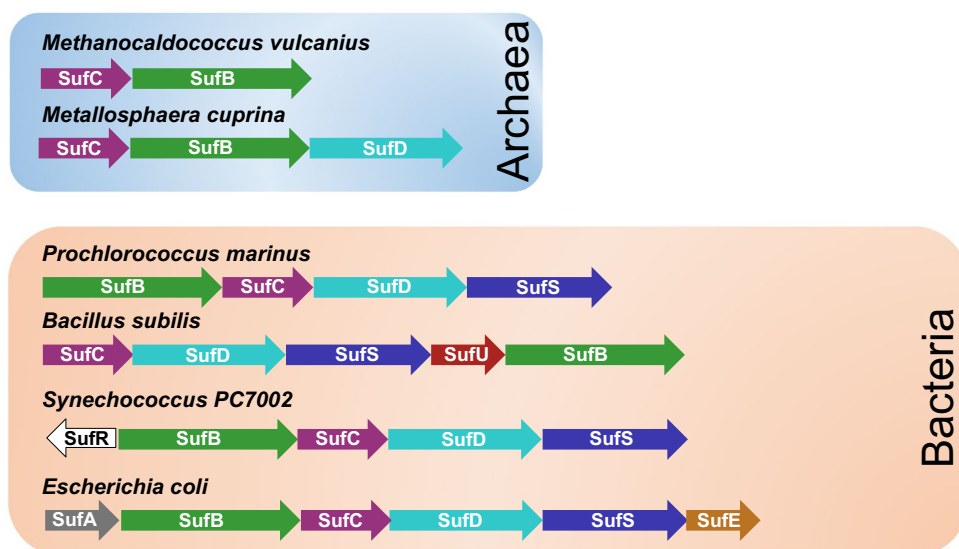 Methanocaldococcus vulcanius
SufC SufB
Metallosphaera cuprina
SufC SufB SufD
Archaea
Prochlorococcus marinus
SufB SufC SufD SufS
Bacillus subilis
SufC SufD SufS SufU SufB
Synechococcus PC7002
SufR SufB SufC SufD SufS
Escherichia coli
SufA SufB SufC SufD SufS SufE
Bacteria